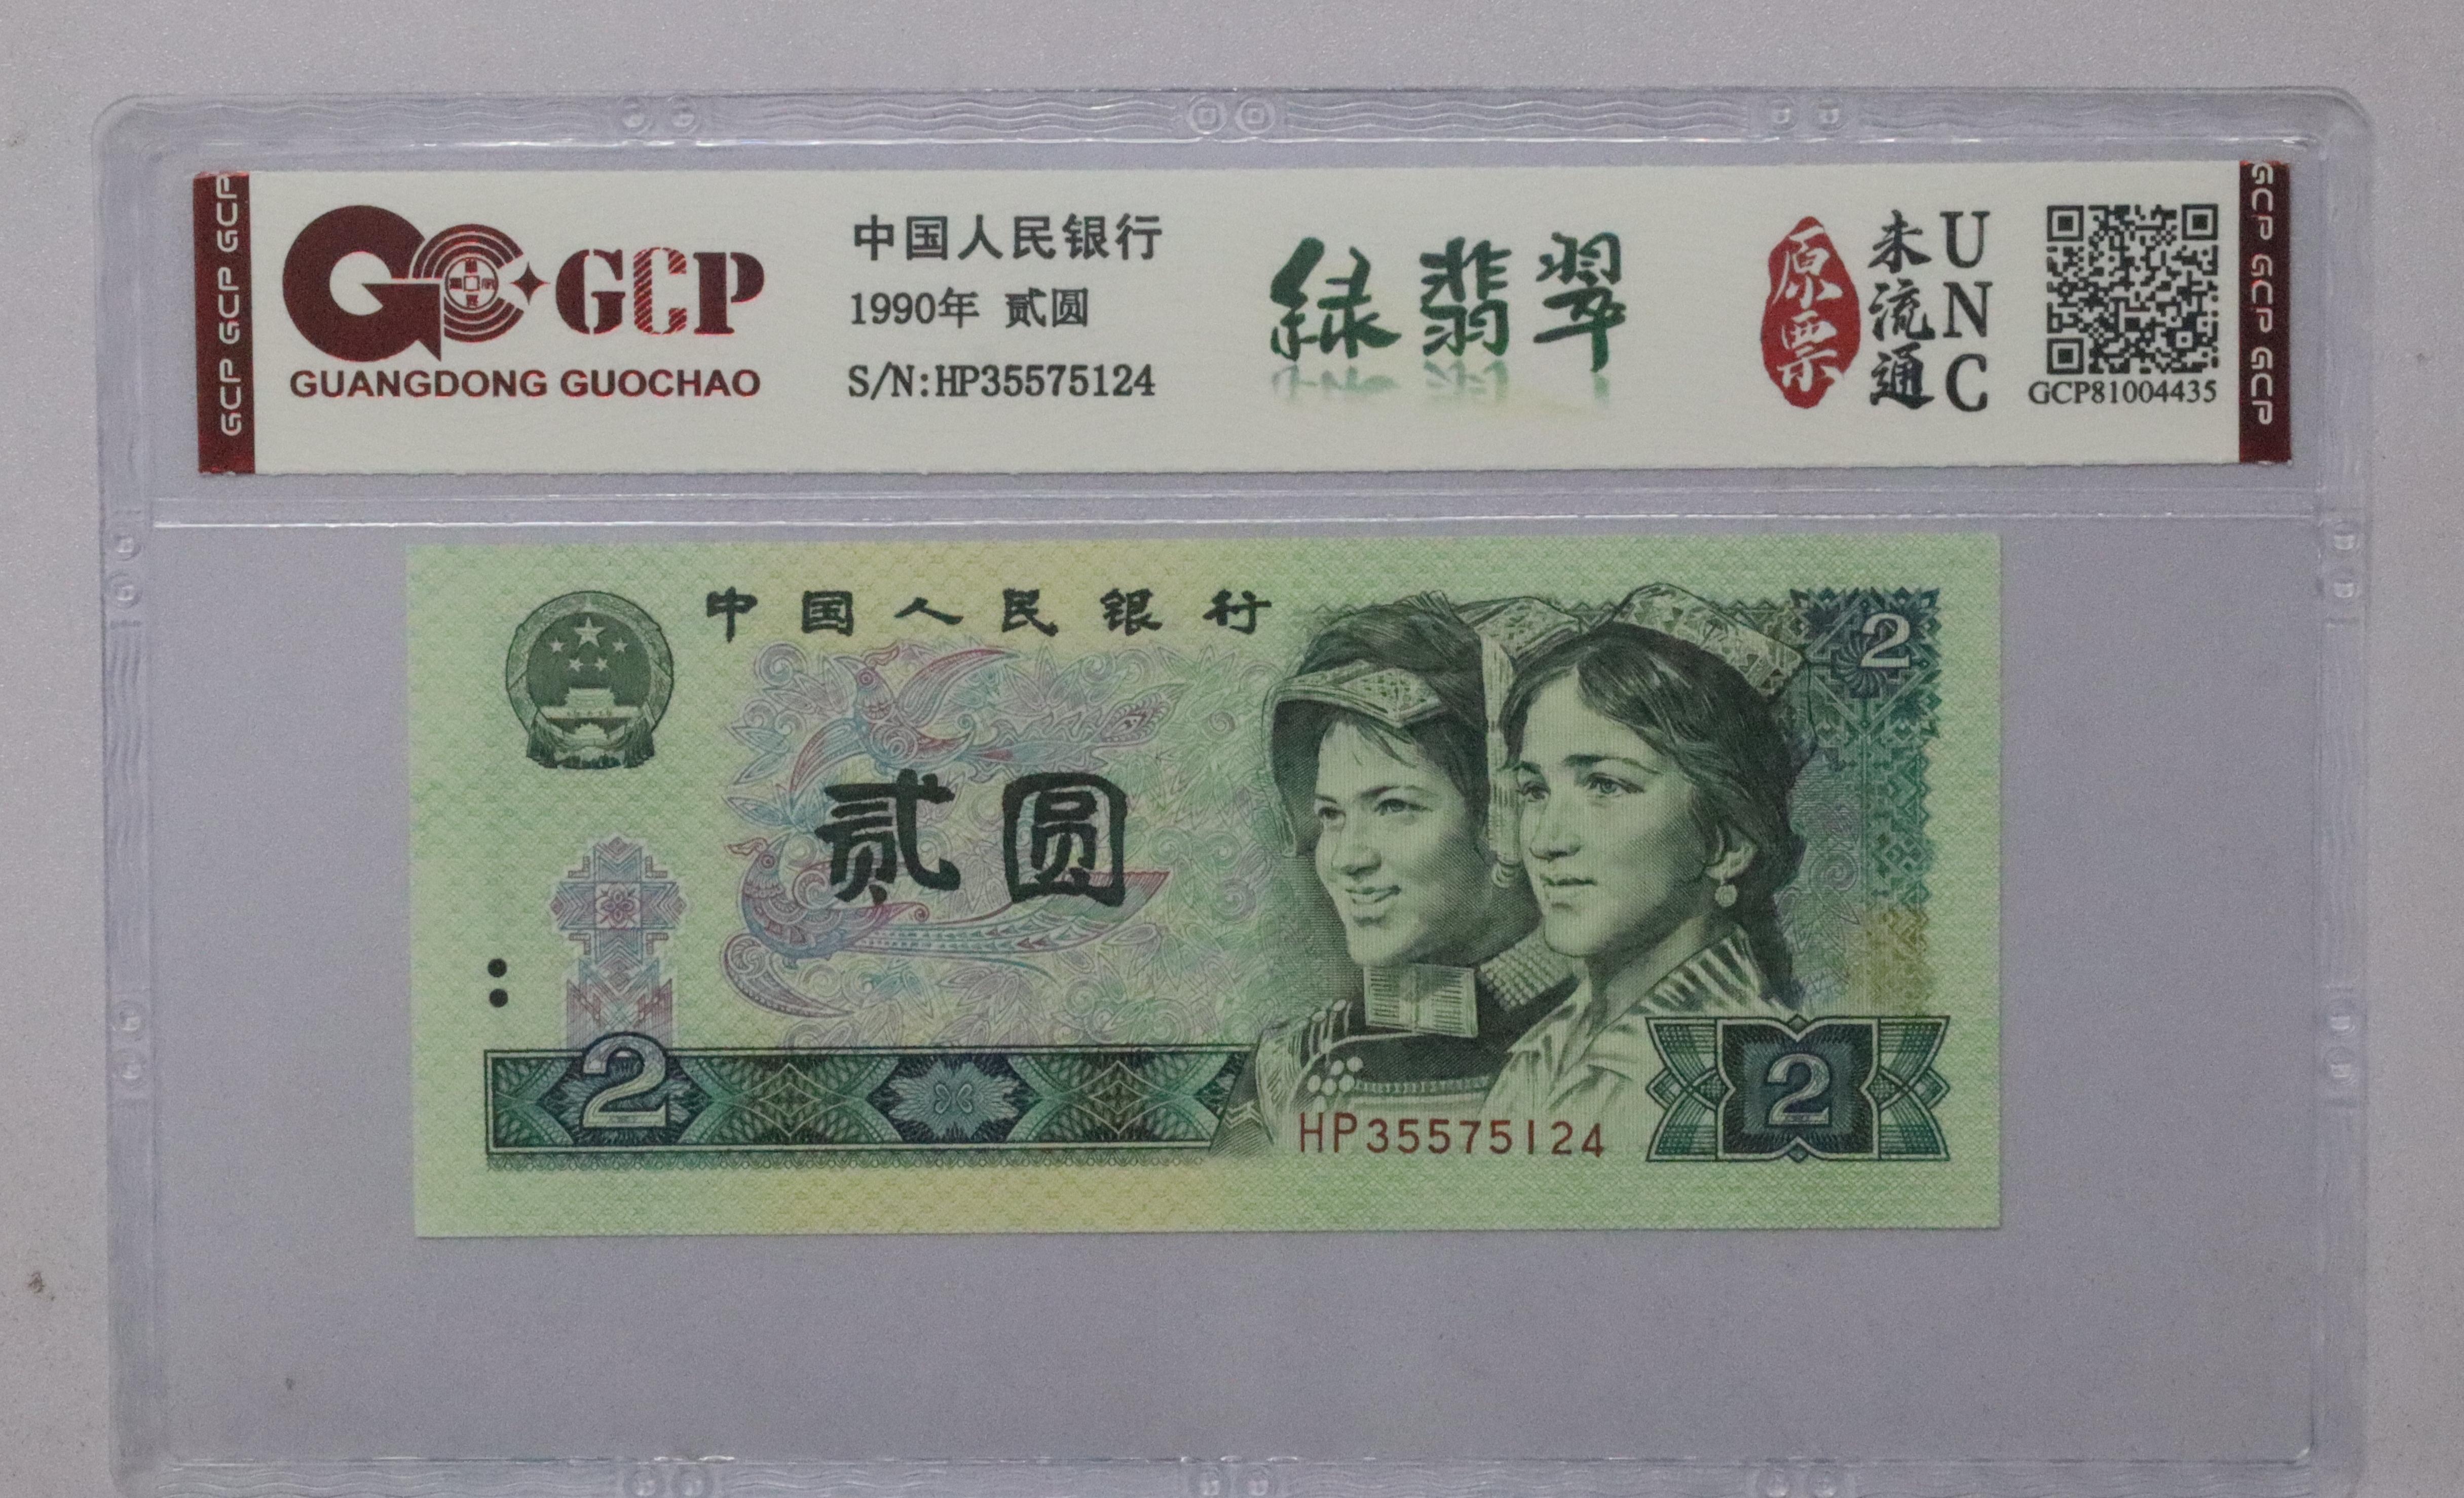 GCP GCP GCP
GCP
GUANGDONG GUOCHAO
中国人民银行
1990年 贰圆
S/N:HP35575124
绿翡翠
原票
未流通
UNC
GCP81004435
GCP GCP GCP
中国人民银行
2
贰圆
2
HP35575124
2